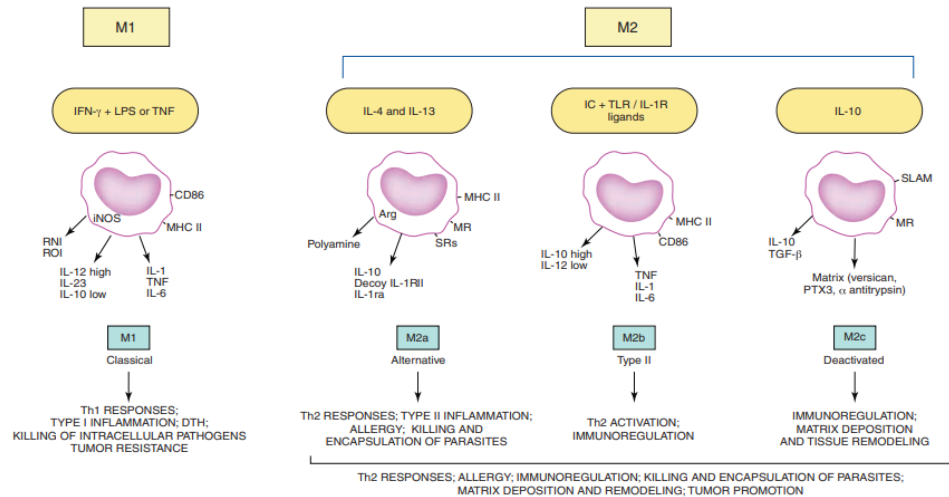 M1
M2
IFN-γ + LPS or TNF
IL-4 and IL-13
IC + TLR / IL-1R
ligands
IL-10
CD86
iNOS
MHC II
RNI
ROI
IL-12 high
IL-23
IL-10 low
IL-1
TNF
IL-6
MHC II
Arg
MR
SRs
Polyamine
IL-10
Decoy IL-1RII
IL-1ra
MHC II
CD86
IL-10 high
IL-12 low
TNF
IL-1
IL-6
SLAM
MR
IL-10
TGF-β
Matrix (versican,
PTX3, α antitrypsin)
M1
Classical
M2a
Alternative
M2b
Type II
M2c
Deactivated
Th1 RESPONSES;
TYPE I INFLAMMATION; DTH;
KILLING OF INTRACELLULAR PATHOGENS
TUMOR RESISTANCE
Th2 RESPONSES; TYPE II INFLAMMATION;
ALLERGY; KILLING AND
ENCAPSULATION OF PARASITES
Th2 ACTIVATION;
IMMUNOREGULATION
IMMUNOREGULATION;
MATRIX DEPOSITION
AND TISSUE REMODELING
Th2 RESPONSES; ALLERGY; IMMUNOREGULATION; KILLING AND ENCAPSULATION OF PARASITES;
MATRIX DEPOSITION AND REMODELING; TUMOR PROMOTION